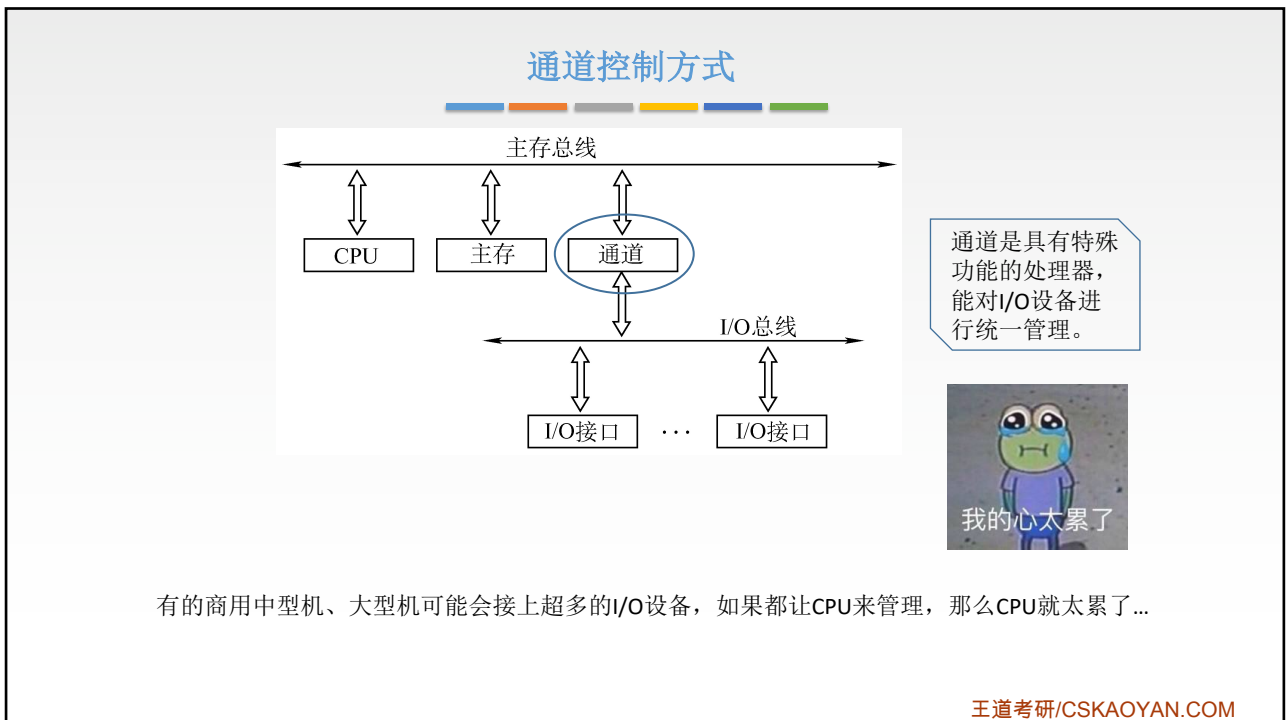 通道控制方式
主存总线
CPU
主存
通道
I/O总线
I/O接口
...
I/O接口
通道是具有特殊
功能的处理器，
能对I/O设备进
行统一管理。
我的心太累了
有的商用中型机、大型机可能会接上超多的I/O设备，如果都让CPU来管理，那么CPU就太累了...
王道考研/CSKAOYAN.COM